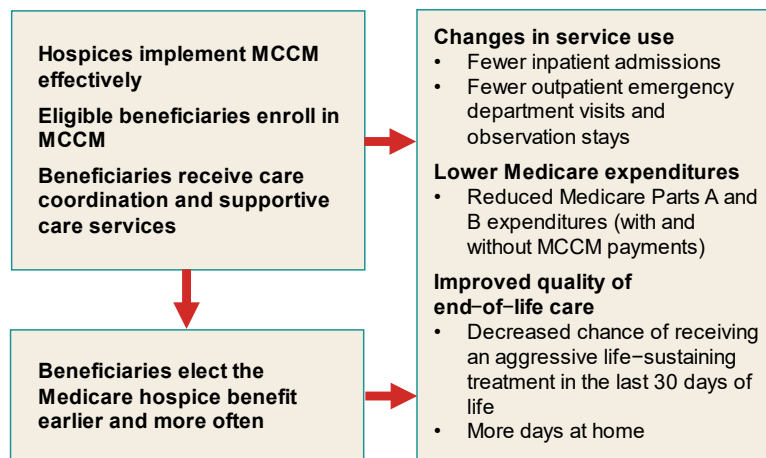 Hospices implement MCCM
effectively
Eligible beneficiaries enroll in
MCCM
Beneficiaries receive care
coordination and supportive
care services
Beneficiaries elect the
Medicare hospice benefit
earlier and more often
Changes in service use
• Fewer inpatient admissions
• Fewer outpatient emergency
department visits and
observation stays
Lower Medicare expenditures
• Reduced Medicare Parts A and
B expenditures (with and
without MCCM payments)
Improved quality of
end−of−life care
• Decreased chance of receiving
an aggressive life−sustaining
treatment in the last 30 days of
life
• More days at home